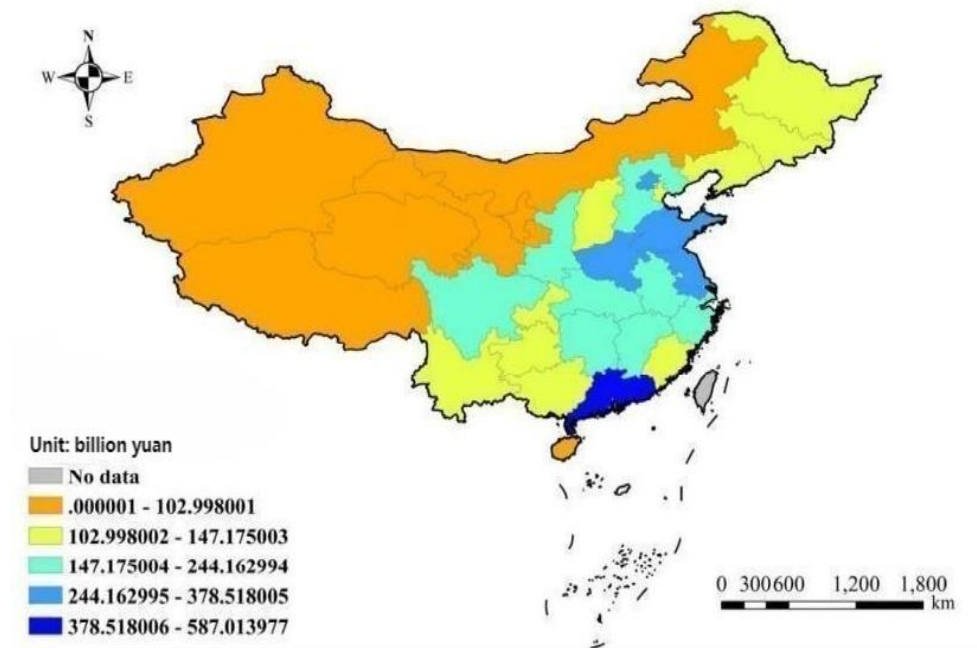 N
W E
S
Unit: billion yuan
No data
.000001 - 102.998001
102.998002 - 147.175003
147.175004 - 244.162994
244.162995 - 378.518005
378.518006 - 587.013977
0 300600 1,200 1,800
km